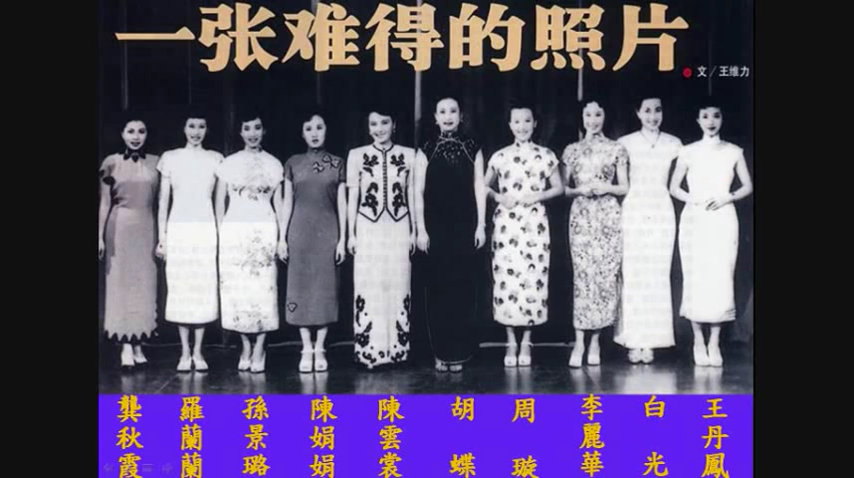 一张难得的照片
文/王维力
龔秋霞
羅蘭蘭
孫景璐
陳娟娟
陳雲裳
胡蝶
周璇
李麗華
白光
王丹鳳